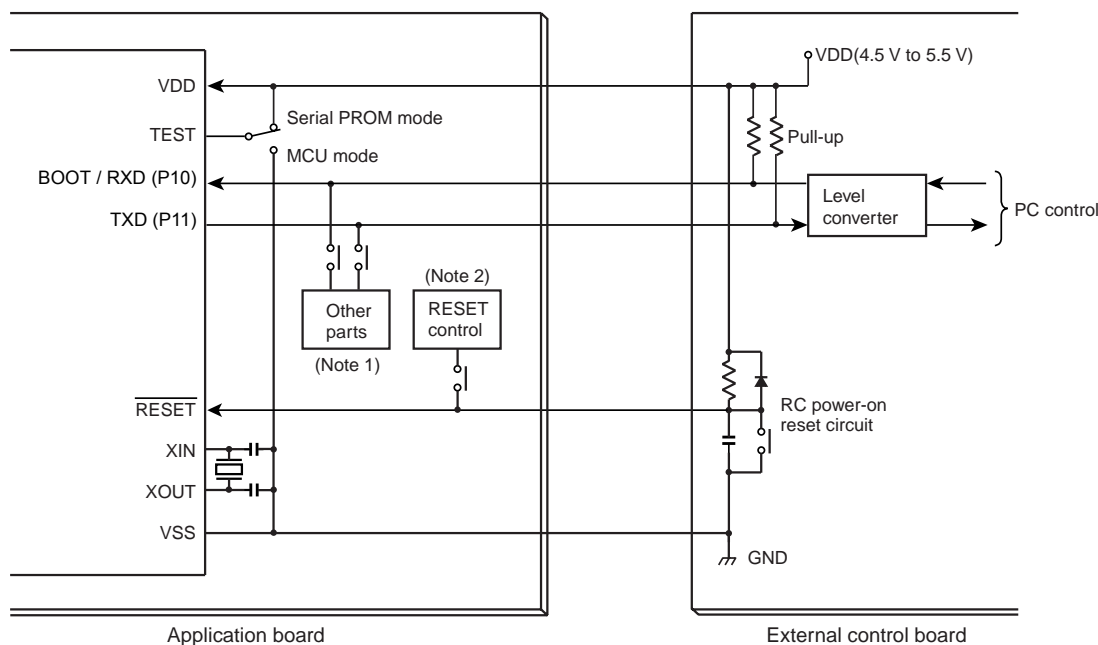 VDD(4.5 V to 5.5 V)
VDD
Serial PROM mode
TEST
Pull-up
MCU mode
BOOT / RXD (P10)
Level
converter
PC control
TXD (P11)
(Note 2)
Other
parts
RESET
control
(Note 1)
RESET
RC power-on
reset circuit
XIN
XOUT
VSS
GND
Application board
External control board